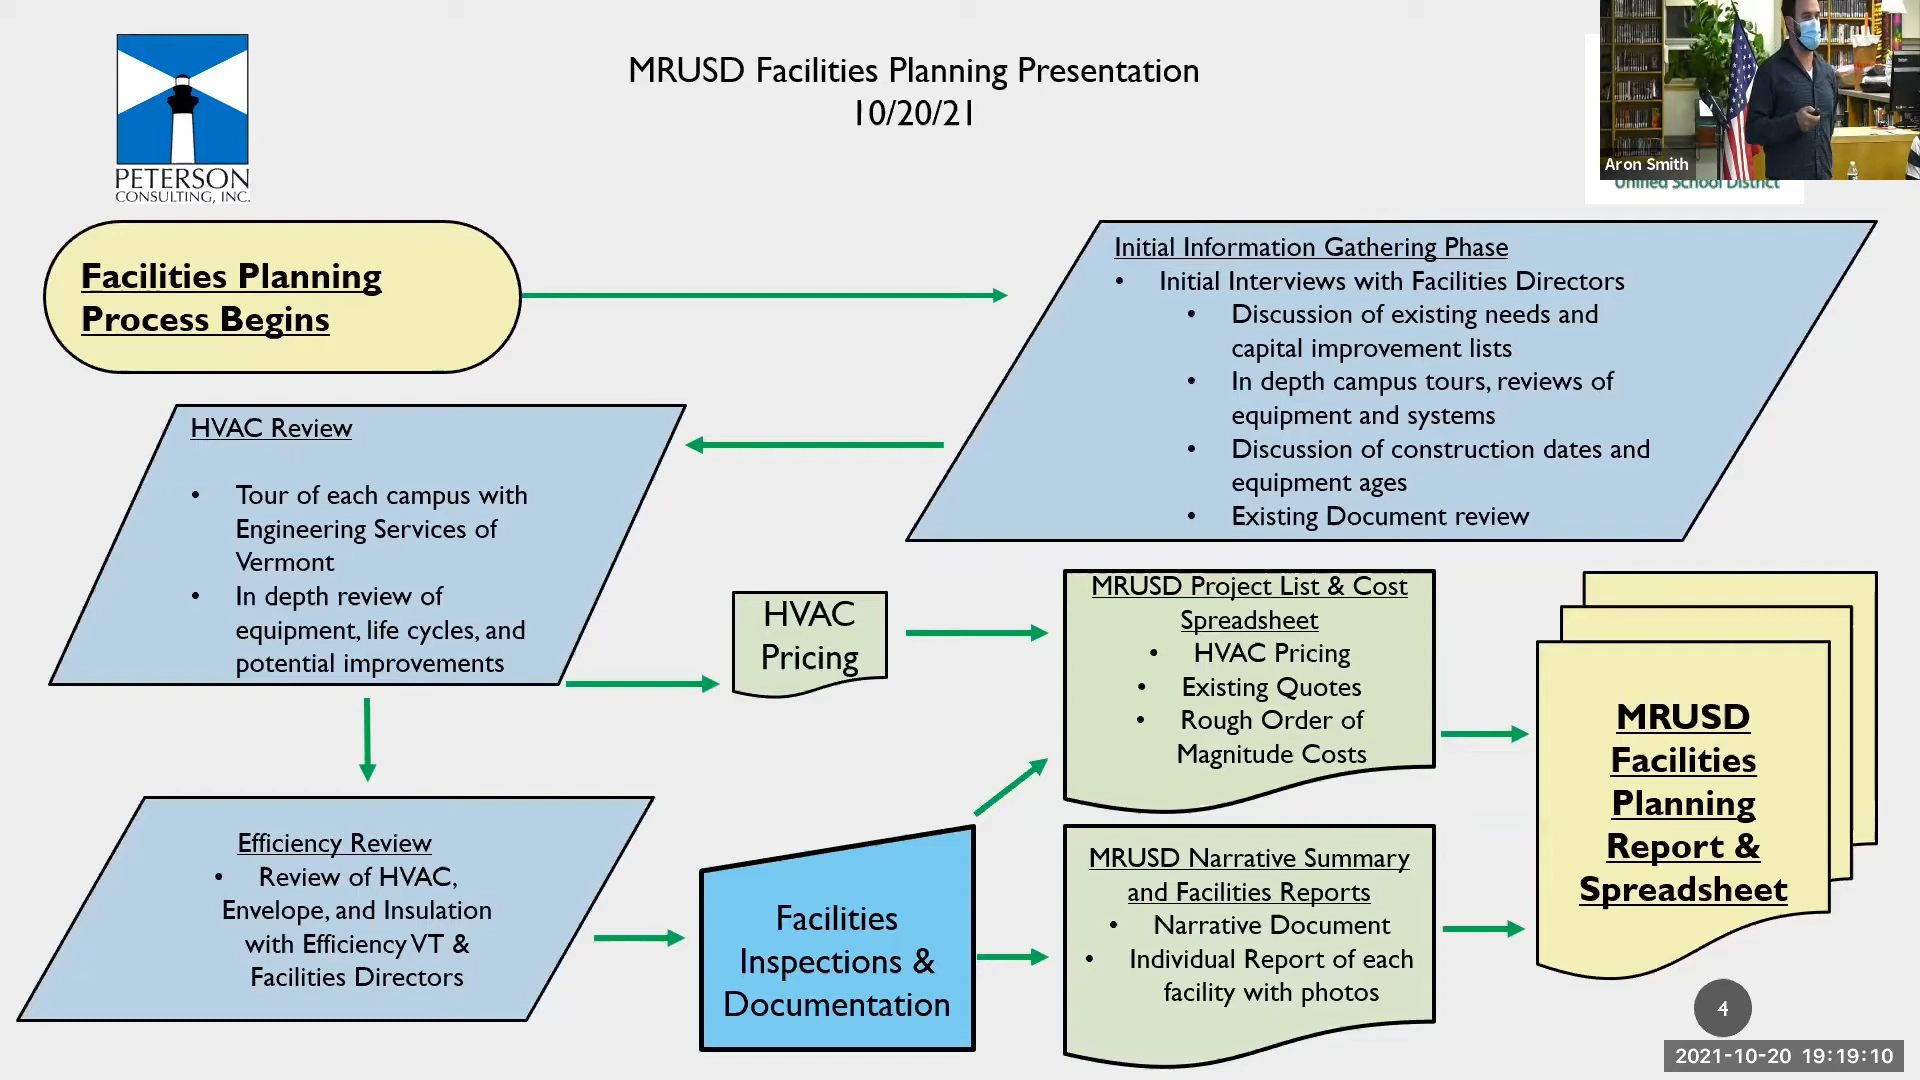 MRUSD Facilities Planning Presentation
10/20/21
PETERSON
CONSULTING, INC.
Aron Smith
Unified School District
Facilities Planning
Process Begins
Initial Information Gathering Phase
• Initial Interviews with Facilities Directors
• Discussion of existing needs and
capital improvement lists
• In depth campus tours, reviews of
equipment and systems
• Discussion of construction dates and
equipment ages
• Existing Document review
HVAC Review
• Tour of each campus with
Engineering Services of
Vermont
• In depth review of
equipment, life cycles, and
potential improvements
HVAC
Pricing
MRUSD Project List & Cost
Spreadsheet
• HVAC Pricing
• Existing Quotes
• Rough Order of
Magnitude Costs
Efficiency Review
• Review of HVAC,
Envelope, and Insulation
with Efficiency VT &
Facilities Directors
Facilities
Inspections &
Documentation
MRUSD Narrative Summary
and Facilities Reports
• Narrative Document
• Individual Report of each
facility with photos
MRUSD
Facilities
Planning
Report &
Spreadsheet
4
2021-10-20 19:19:10